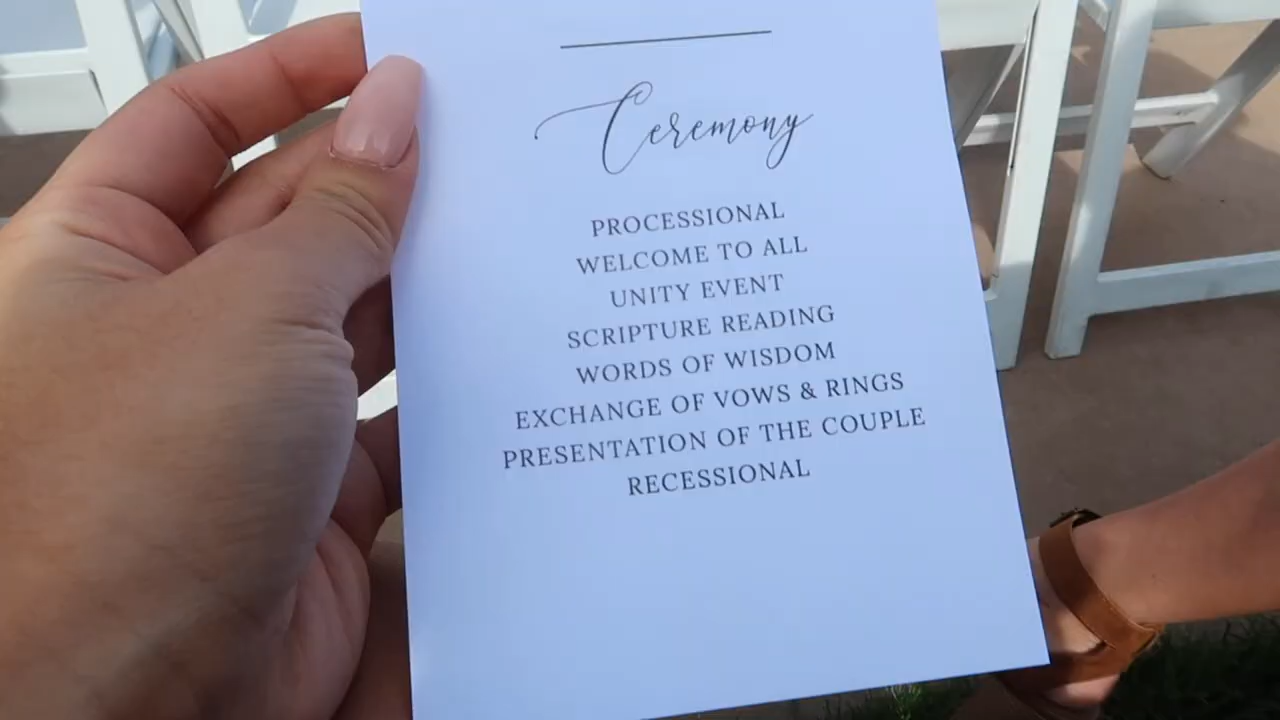 Ceremony
PROCESSIONAL
WELCOME TO ALL
UNITY EVENT
SCRIPTURE READING
WORDS OF WISDOM
EXCHANGE OF VOWS & RINGS
PRESENTATION OF THE COUPLE
RECESSIONAL